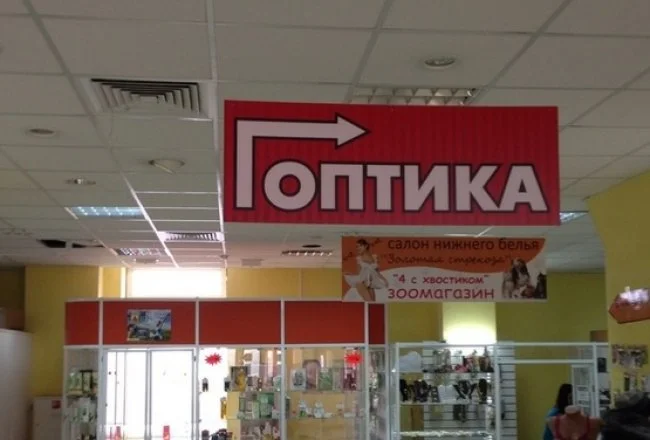 ОПТИКА
салон нижнего белья
"Золотая стрекоза"
"4 с хвостиком"
ЗООМАГАЗИН